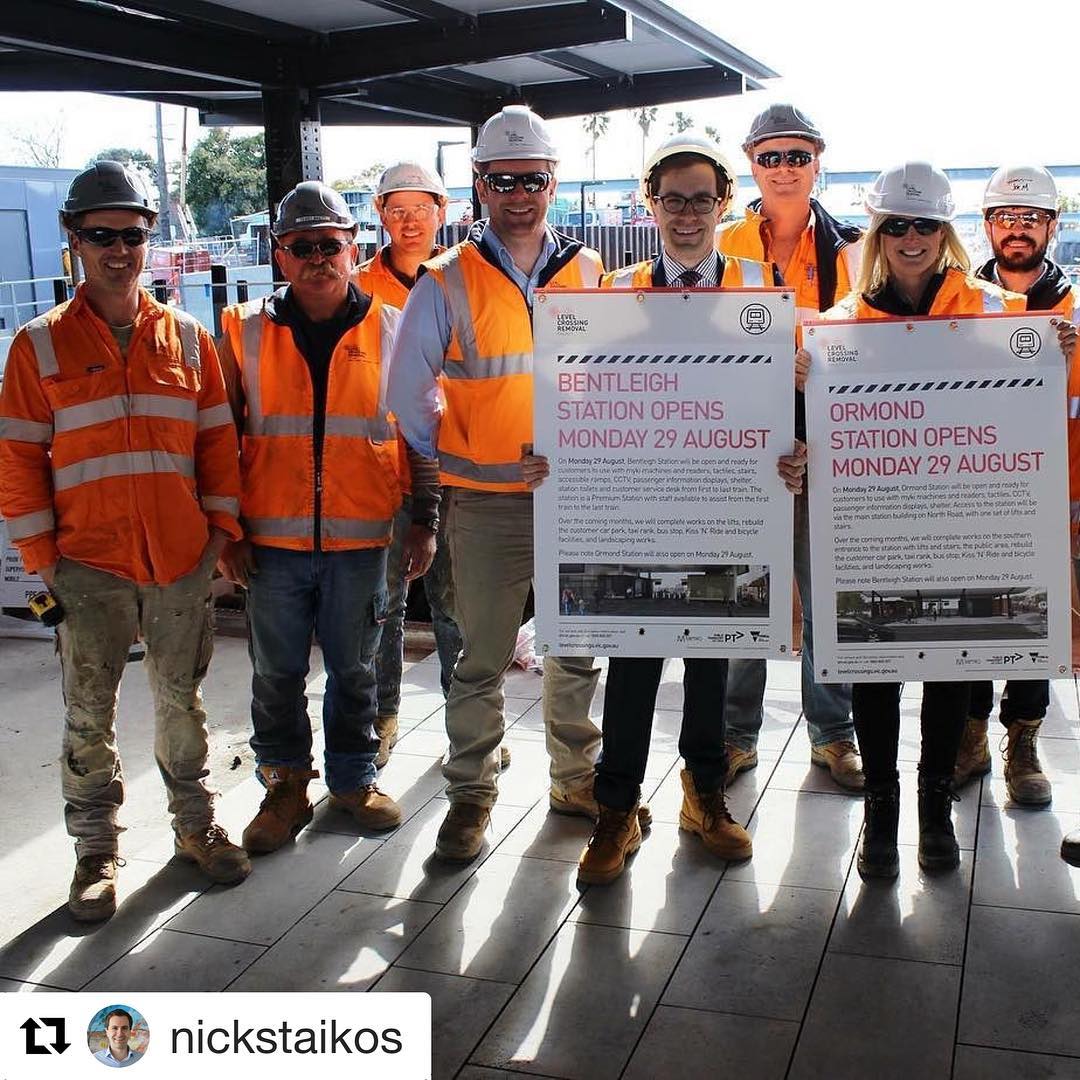 Jax M
LEVEL
CROSSING
REMOVAL
BENTLEIGH
STATION OPENS
MONDAY 29 AUGUST
On Monday 29 August, Bentleigh Station will be open and ready for
customers to use with myki machines and readers, tactiles, stairs,
accessible ramps, CCTV, passenger information displays, shelter,
station toilets and customer service desk from first to last train. The
station is a Premium Station with staff available to assist from the first
train to the last train.
Over the coming months, we will complete works on the lifts, rebuild
the customer car park, taxi rank, bus stop, Kiss 'N' Ride and bicycle
facilities, and landscaping works.
Please note Ormond Station will also open on Monday 29 August.
levelcrossings.vic.gov.au
METRO
PTV
LEVEL
CROSSING
REMOVAL
ORMOND
STATION OPENS
MONDAY 29 AUGUST
On Monday 29 August, Ormond Station will be open and ready for
customers to use with myki machines and readers, tactiles, CCTV,
passenger information displays, shelter. Access to the station will be
via the main station building on North Road, with one set of lifts and
stairs.
Over the coming months, we will complete works on the southern
entrance to the station with lifts and stairs, the public area, rebuild
the customer car park, taxi rank, bus stop, Kiss 'N' Ride and bicycle
facilities, and landscaping works.
Please note Bentleigh Station will also open on Monday 29 August.
levelcrossings.vic.gov.au
METRO
PTV
nickstaikos